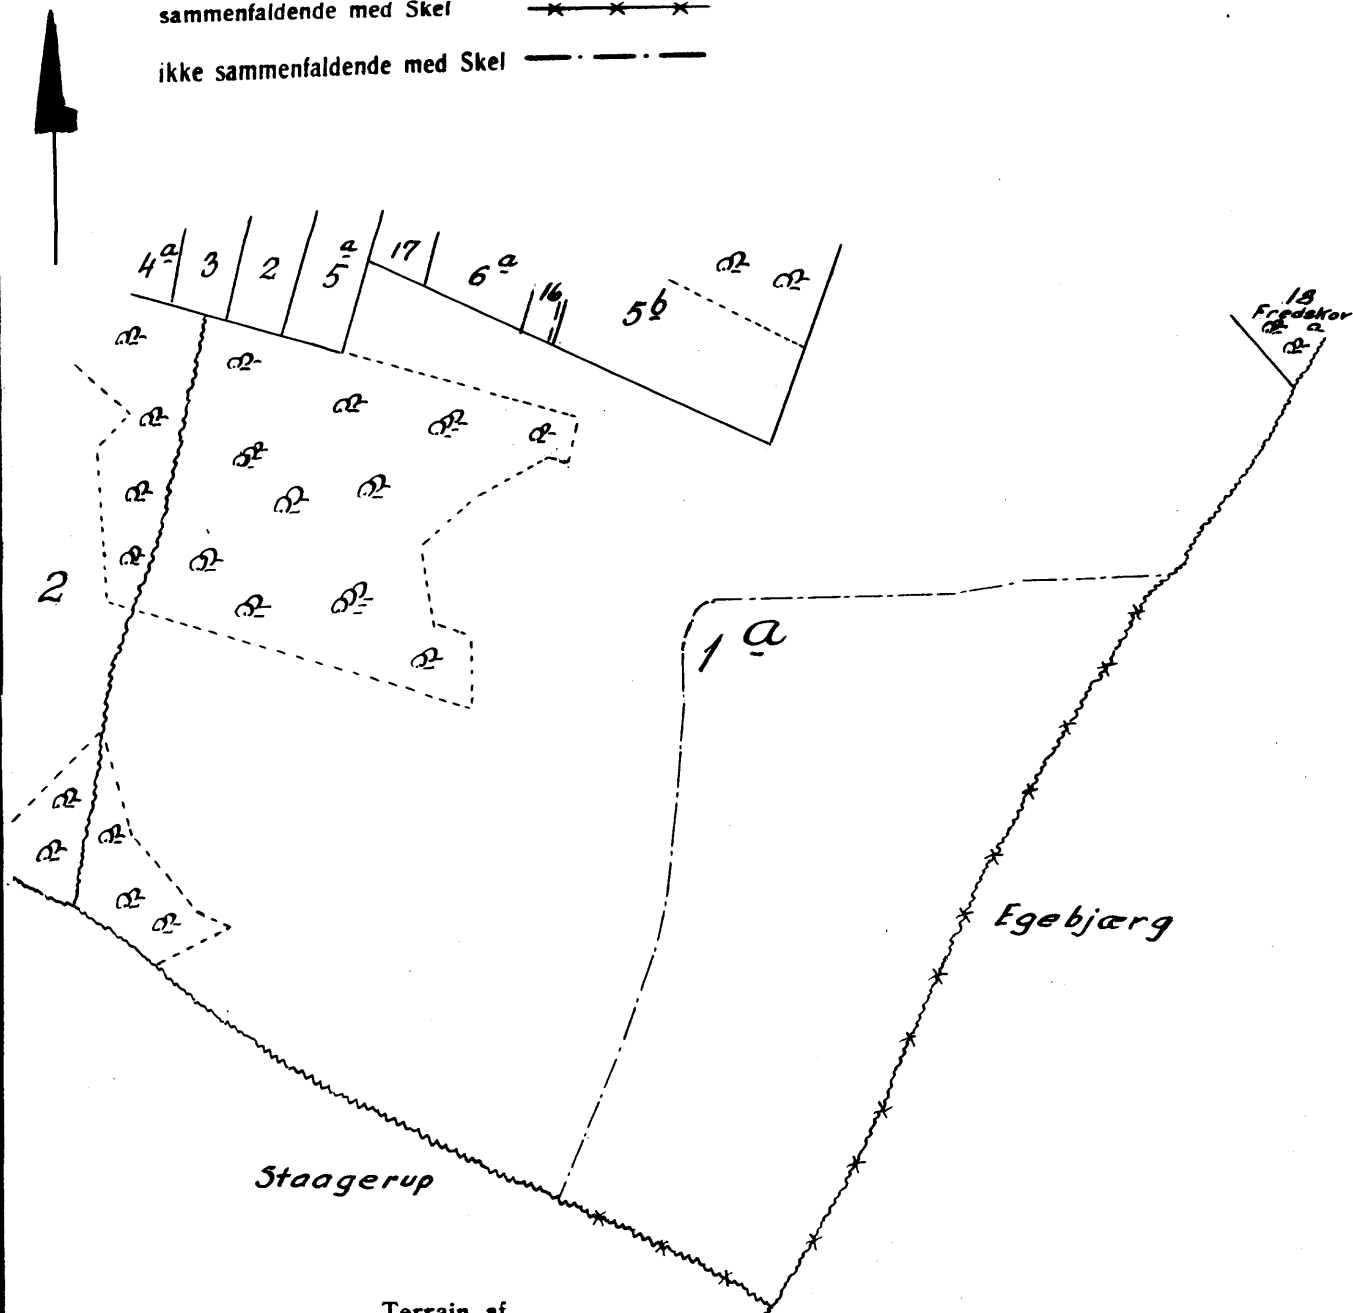 sammenfaldende med Skel
ikke sammenfaldende med Skel
4a 3 2 5a 17 6a 16 5b
18
Fredskov
2
1a
Egebjærg
Staagerup
Terrain af